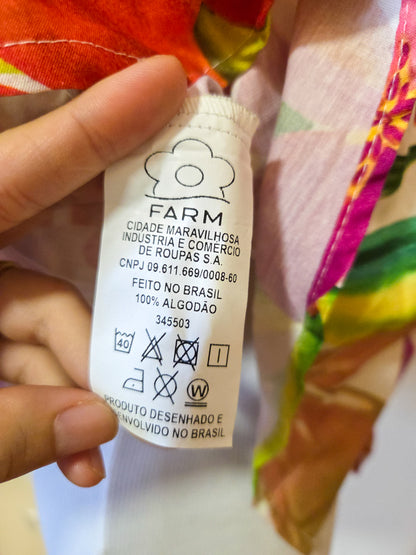 FARM
CIDADE MARAVILHOSA
INDUSTRIA E COMERCIO
DE ROUPAS S.A.
CNPJ 09.611.669/0008-60
FEITO NO BRASIL
100% ALGODÃO
345503
40
W
PRODUTO DESENHADO E
DESENVOLVIDO NO BRASIL